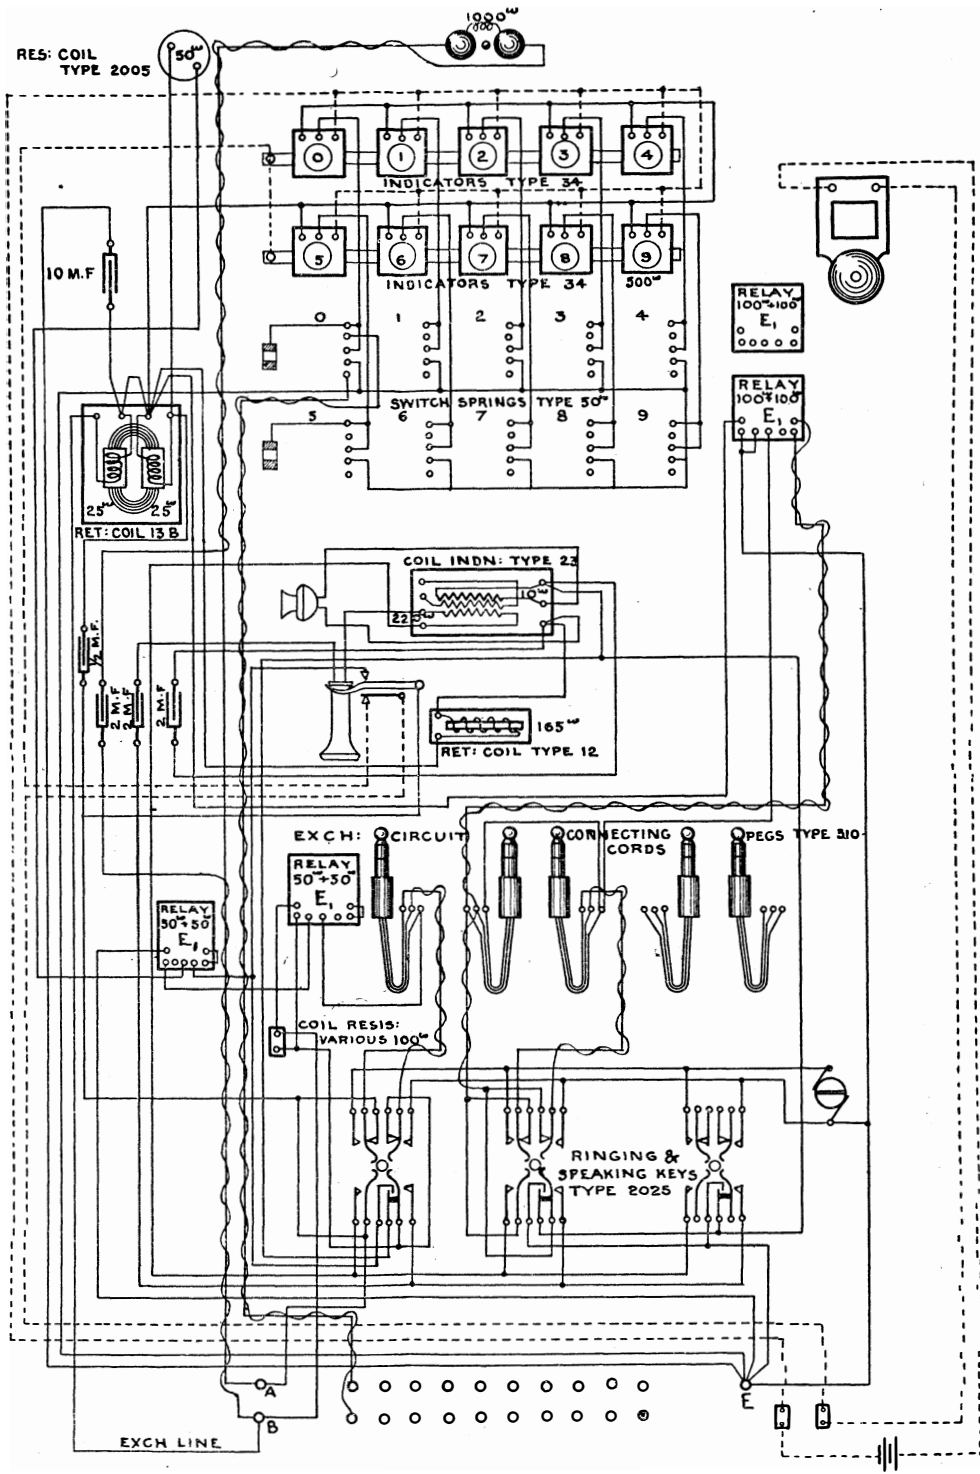 1000ω
RES: COIL
TYPE 2005
50ω
0 1 2 3 4
INDICATORS TYPE 34
5 6 7 8 9
INDICATORS TYPE 34
500ω
10 M.F
RELAY
100ω+100ω
E1
0 1 2 3 4
RELAY
100ω+100ω
E1
SWITCH SPRINGS TYPE 50ω
5 6 7 8 9
25ω 25ω
RET: COIL 13 B
COIL INDN: TYPE 23
1ω
22ω
½ M.F.
2 M.F
2 M.F
2 M.F
165ω
RET: COIL TYPE 12
EXCH: CIRCUIT
CONNECTING
CORDS
PEGS TYPE 510
RELAY
50ω+50ω
E1
RELAY
50ω+50ω
E1
COIL RESIS:
VARIOUS 100ω
RINGING &
SPEAKING KEYS
TYPE 2025
A
B
E
EXCH LINE